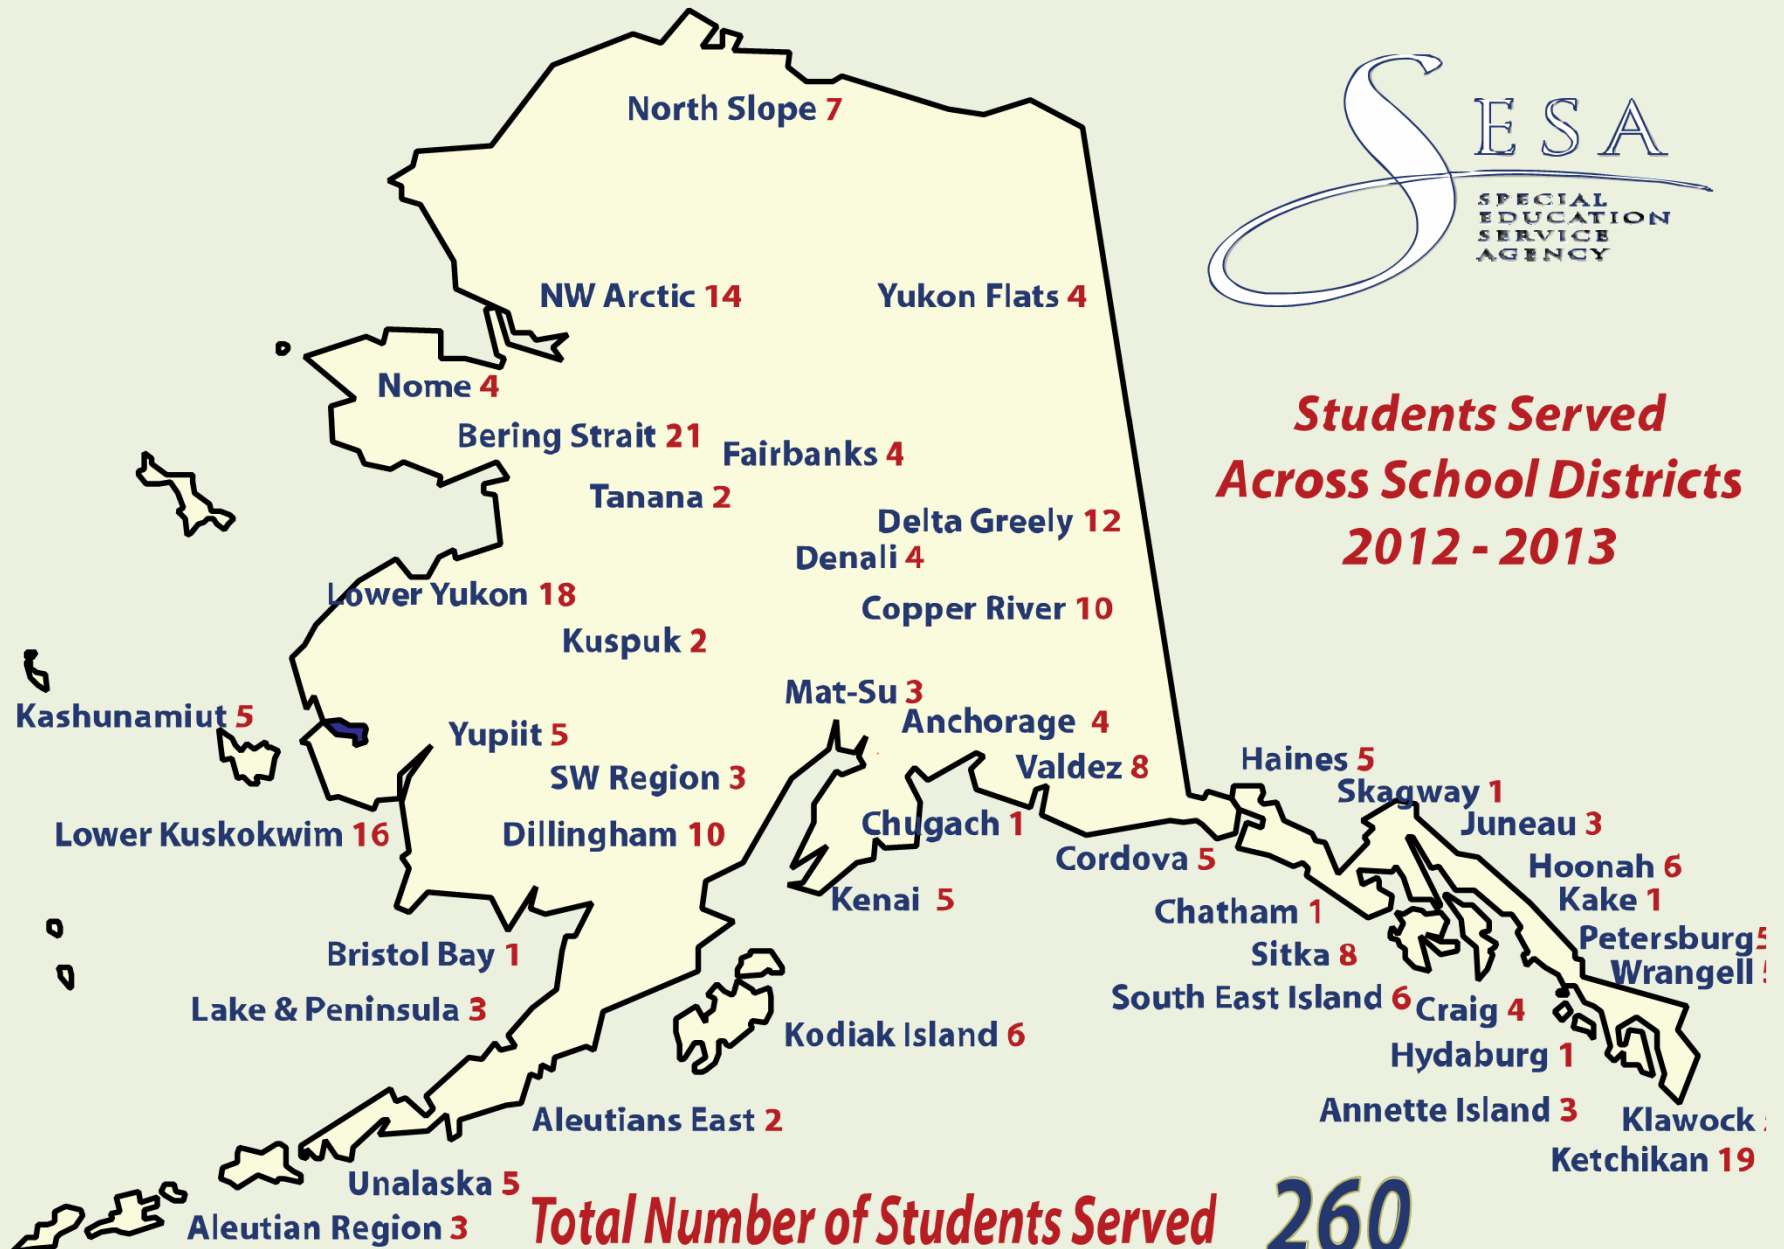 North Slope 7
SESA
SPECIAL
EDUCATION
SERVICE
AGENCY
NW Arctic 14
Yukon Flats 4
Nome 4
Students Served
Across School Districts
2012 - 2013
Bering Strait 21
Fairbanks 4
Tanana 2
Delta Greely 12
Denali 4
Lower Yukon 18
Copper River 10
Kuspuk 2
Mat-Su 3
Kashunamiut 5
Anchorage 4
Yupiit 5
Valdez 8
Haines 5
SW Region 3
Skagway 1
Lower Kuskokwim 16
Dillingham 10
Chugach 1
Juneau 3
Cordova 5
Hoonah 6
Kenai 5
Kake 1
Chatham 1
Petersburg 5
Bristol Bay 1
Sitka 8
Wrangell
Lake & Peninsula 3
South East Island 6
Craig 4
Kodiak Island 6
Hydaburg 1
Aleutians East 2
Annette Island 3
Klawock
Ketchikan 19
Unalaska 5
Aleutian Region 3
Total Number of Students Served 260